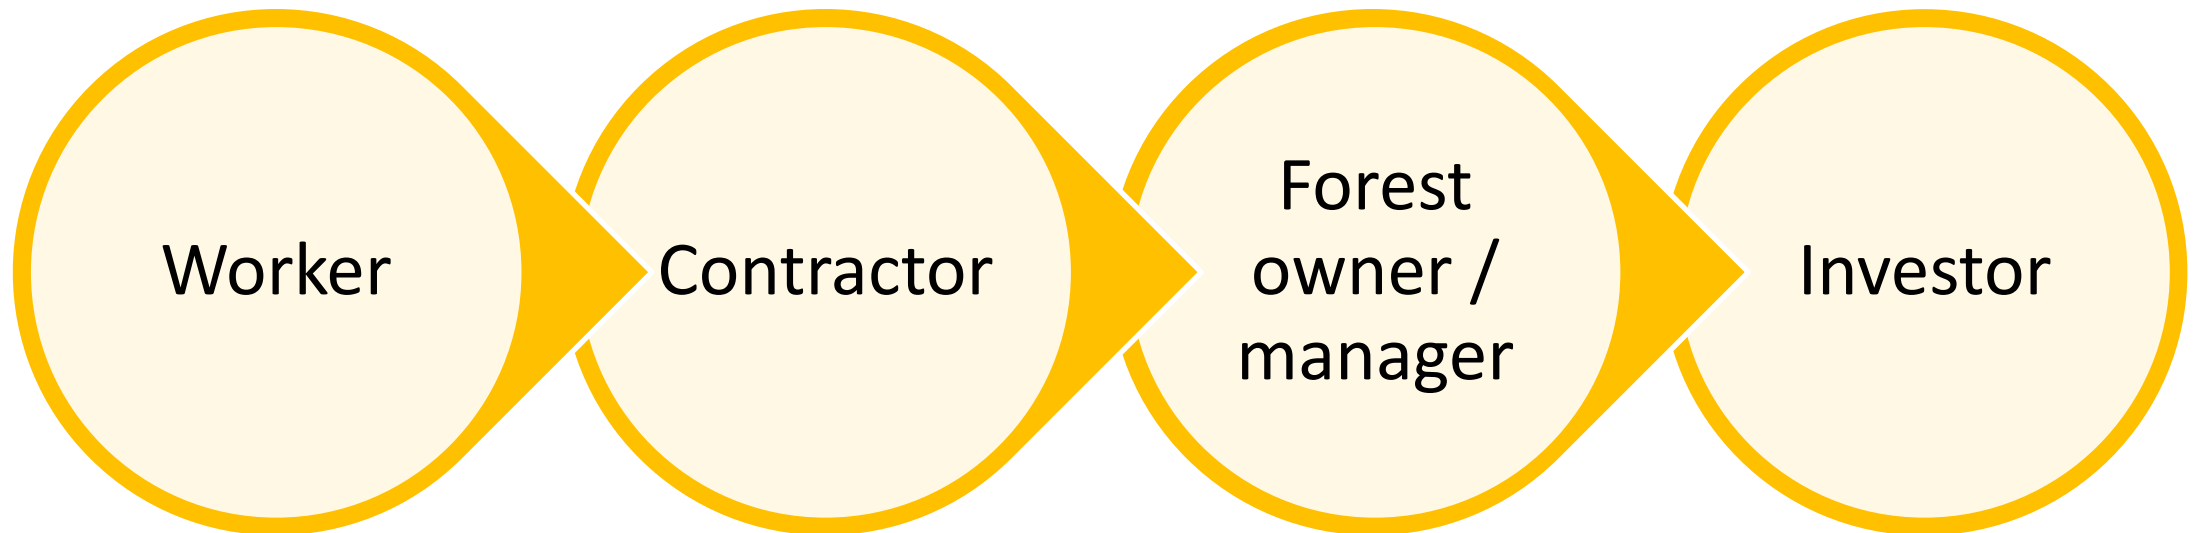 Worker
Contractor
Forest
owner /
manager
Investor